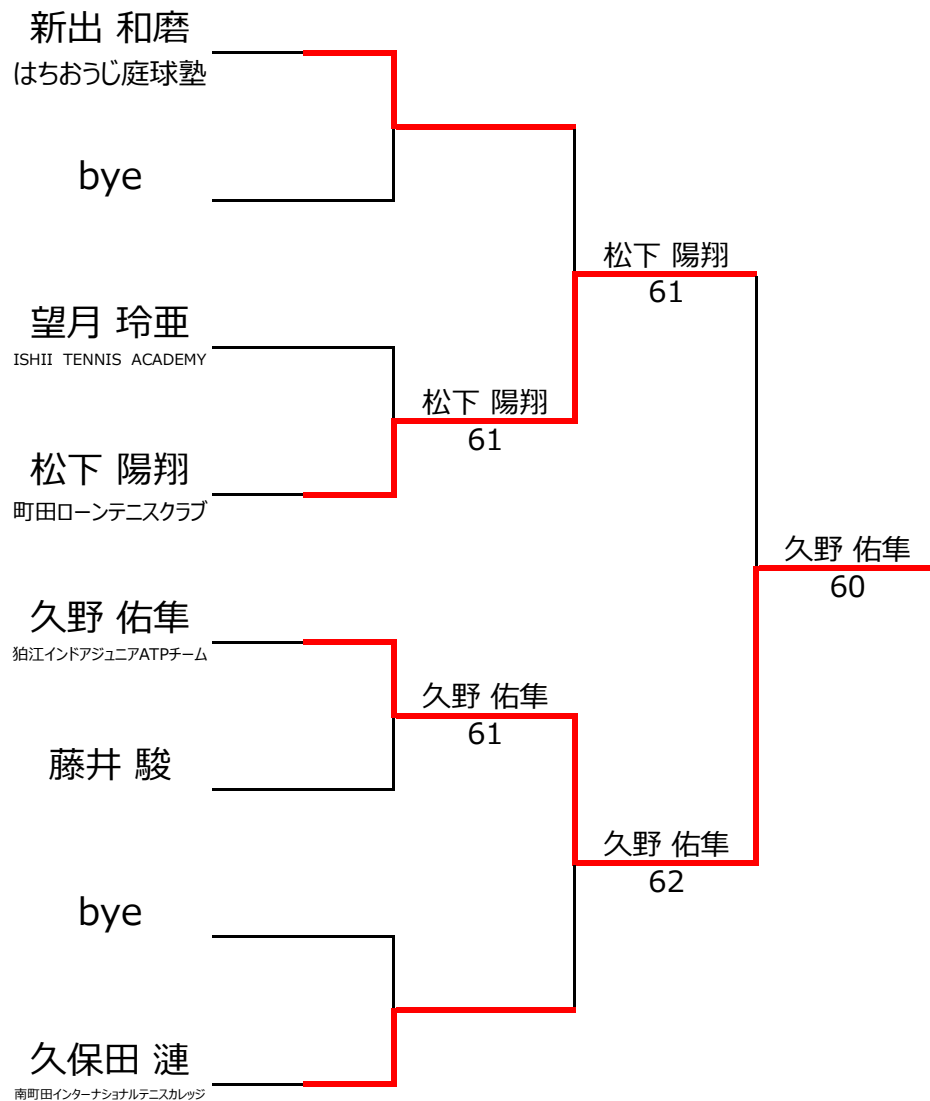 新出 和磨
はちおうじ庭球塾
bye
松下 陽翔
61
望月 玲亜
ISHII TENNIS ACADEMY
松下 陽翔
61
松下 陽翔
町田ローンテニスクラブ
久野 佑隼
60
久野 佑隼
狛江インドアジュニアATPチーム
久野 佑隼
61
藤井 駿
久野 佑隼
62
bye
久保田 漣
南町田インターナショナルテニスカレッジ